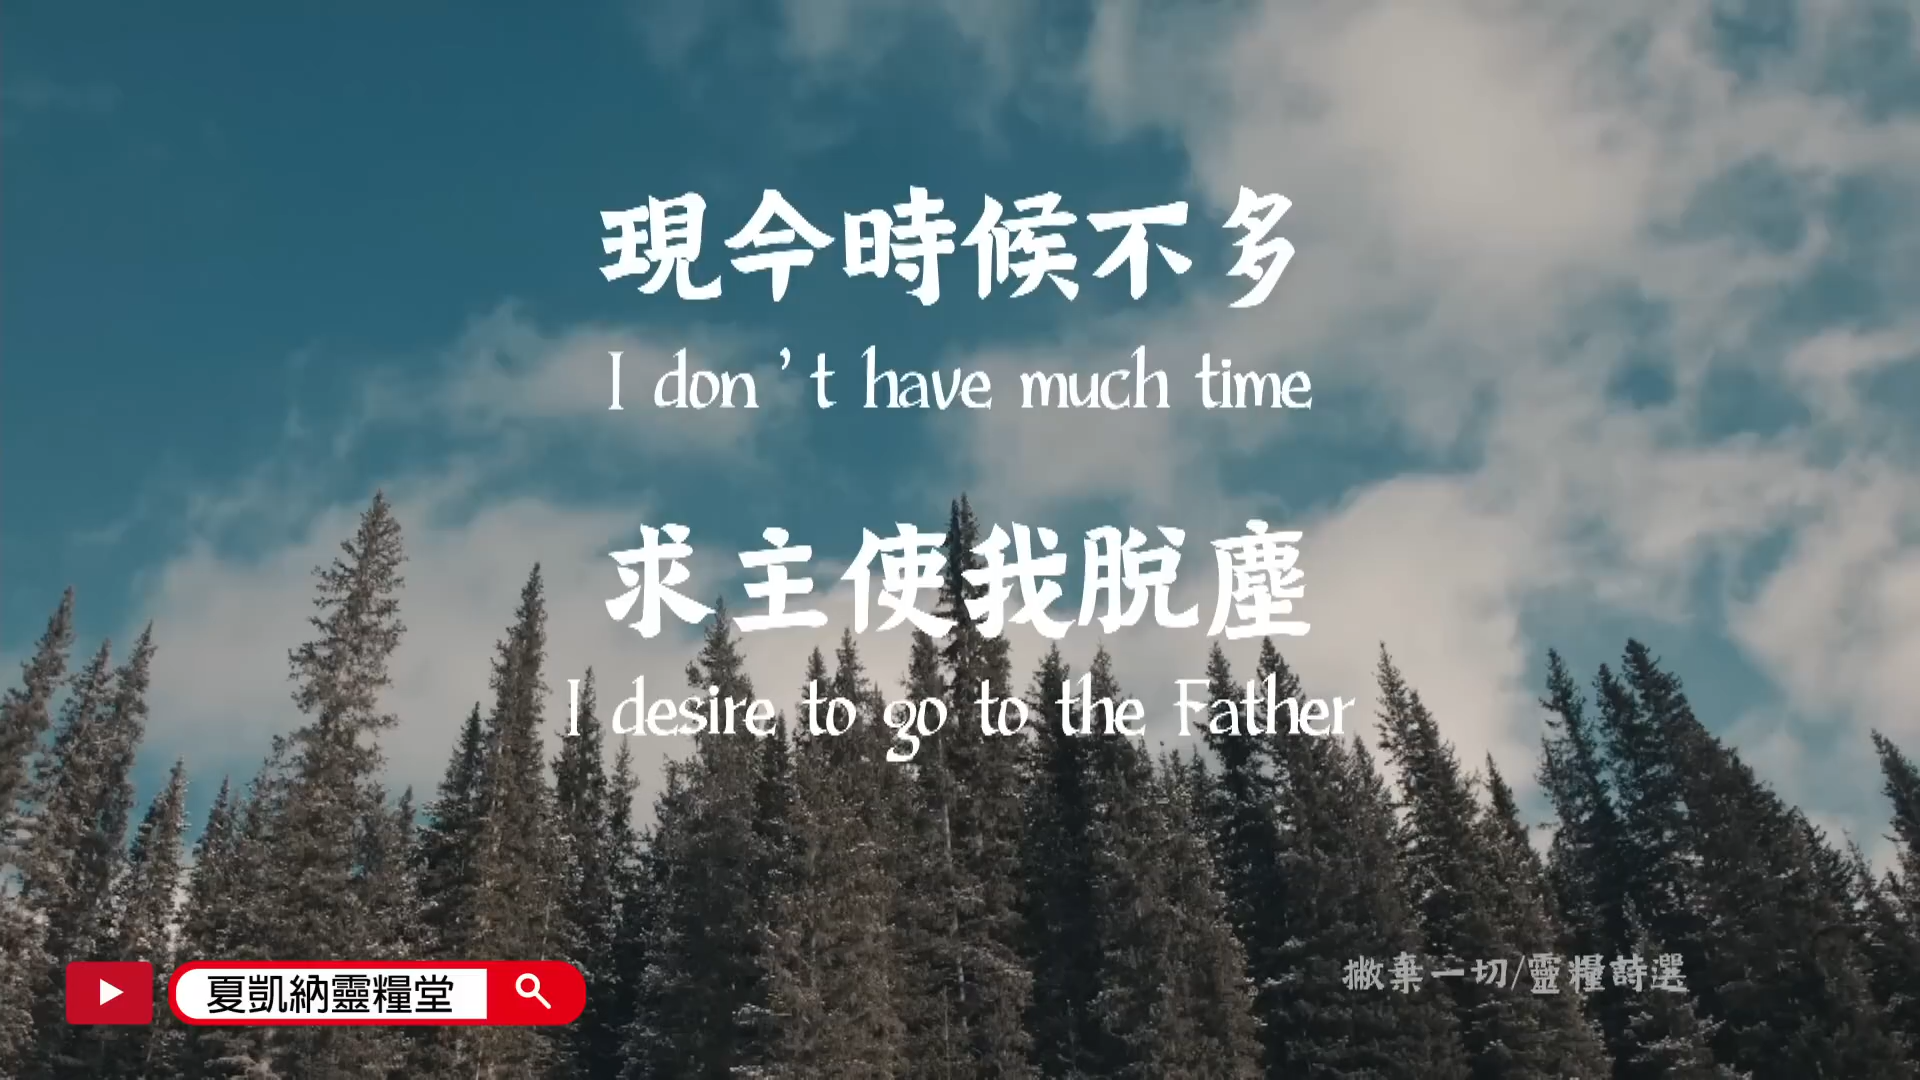 現今時候不多
I don't have much time
求主使我脫塵
I desire to go to the Father
撇棄一切/靈糧詩選
夏凱納靈糧堂